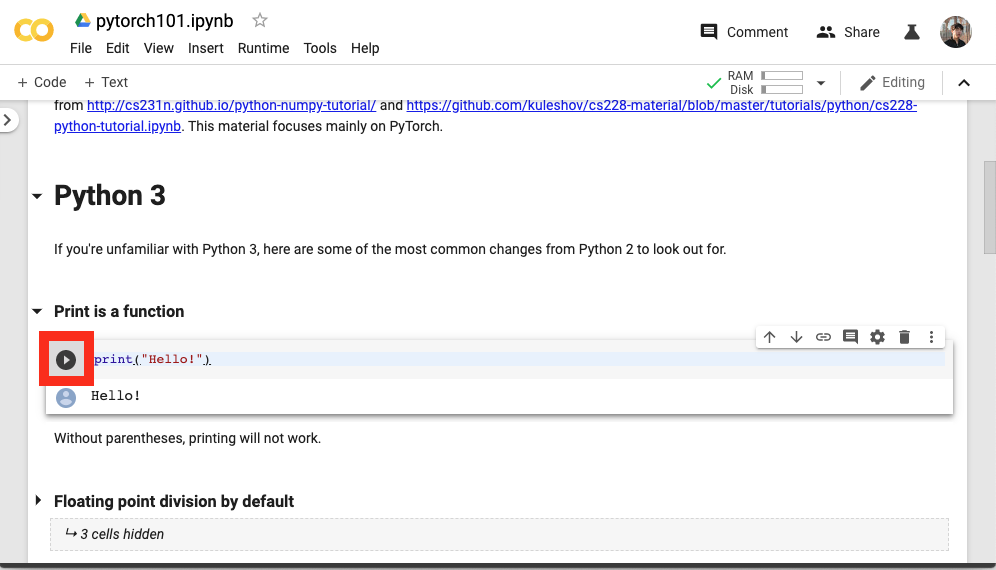 pytorch101.ipynb
Comment
Share
File Edit View Insert Runtime Tools Help
+ Code + Text
RAM
Disk
Editing
from http://cs231n.github.io/python-numpy-tutorial/ and https://github.com/kuleshov/cs228-material/blob/master/tutorials/python/cs228-
python-tutorial.ipynb. This material focuses mainly on PyTorch.
Python 3
If you're unfamiliar with Python 3, here are some of the most common changes from Python 2 to look out for.
Print is a function
print("Hello!")
Hello!
Without parentheses, printing will not work.
Floating point division by default
↳ 3 cells hidden